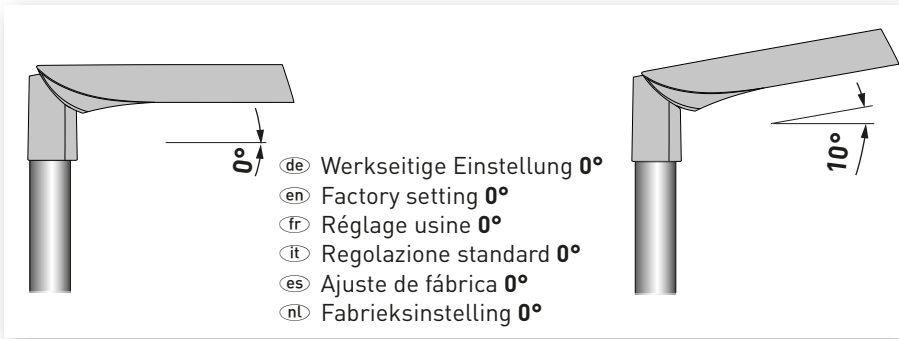 0°
de Werkseitige Einstellung 0°
en Factory setting 0°
fr Réglage usine 0°
it Regolazione standard 0°
es Ajuste de fábrica 0°
nl Fabrieksinstelling 0°
10°